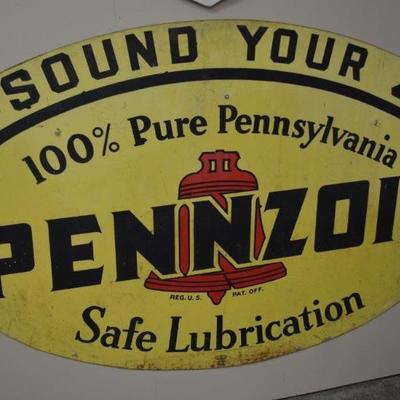 SOUND YOUR
100% Pure Pennsylvania
PENNZOI
REG. U.S. PAT. OFF.
Safe Lubrication